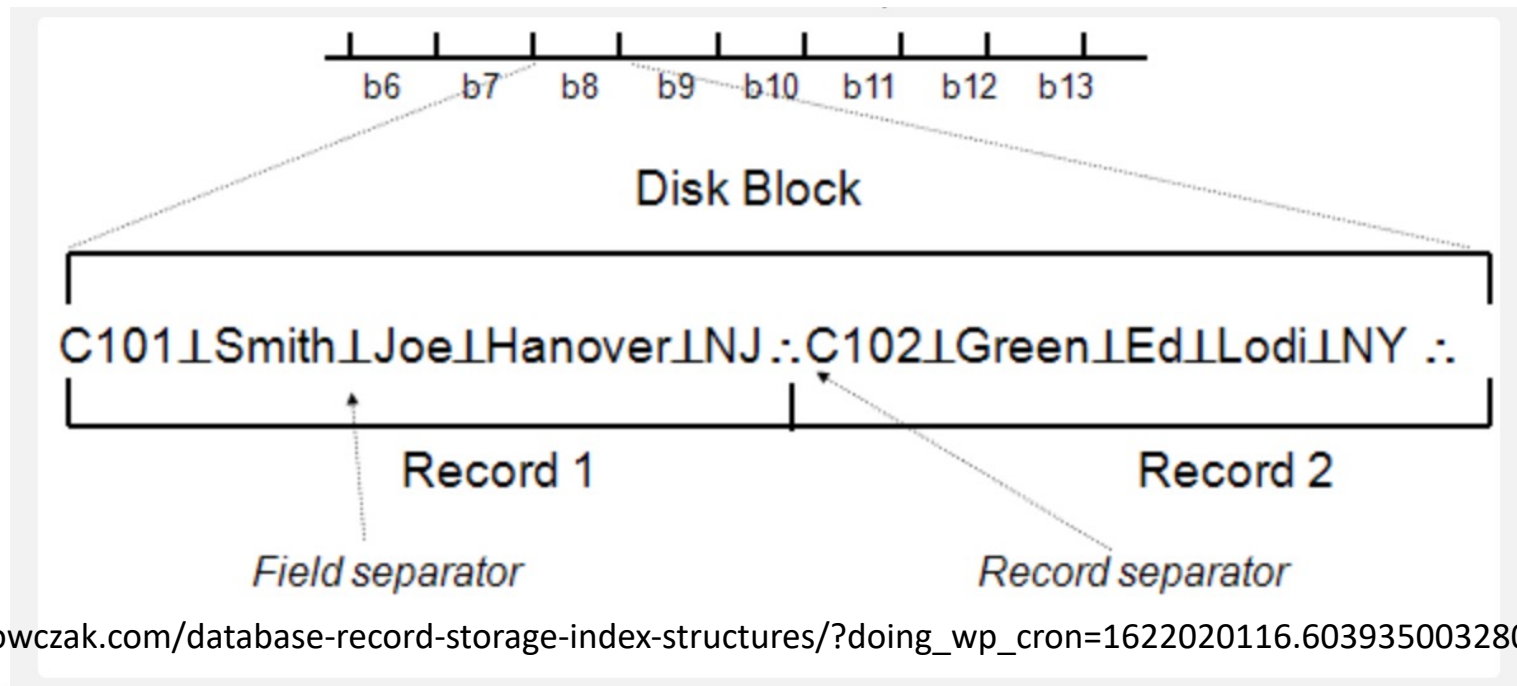 b6 b7 b8 b9 b10 b11 b12 b13
Disk Block
C101⊥Smith⊥Joe⊥Hanover⊥NJ ∴C102⊥Green⊥Ed⊥Lodi⊥NY ∴
Record 1 Record 2
Field separator Record separator
owczak.com/database-record-storage-index-structures/?doing_wp_cron=1622020116.603935003280